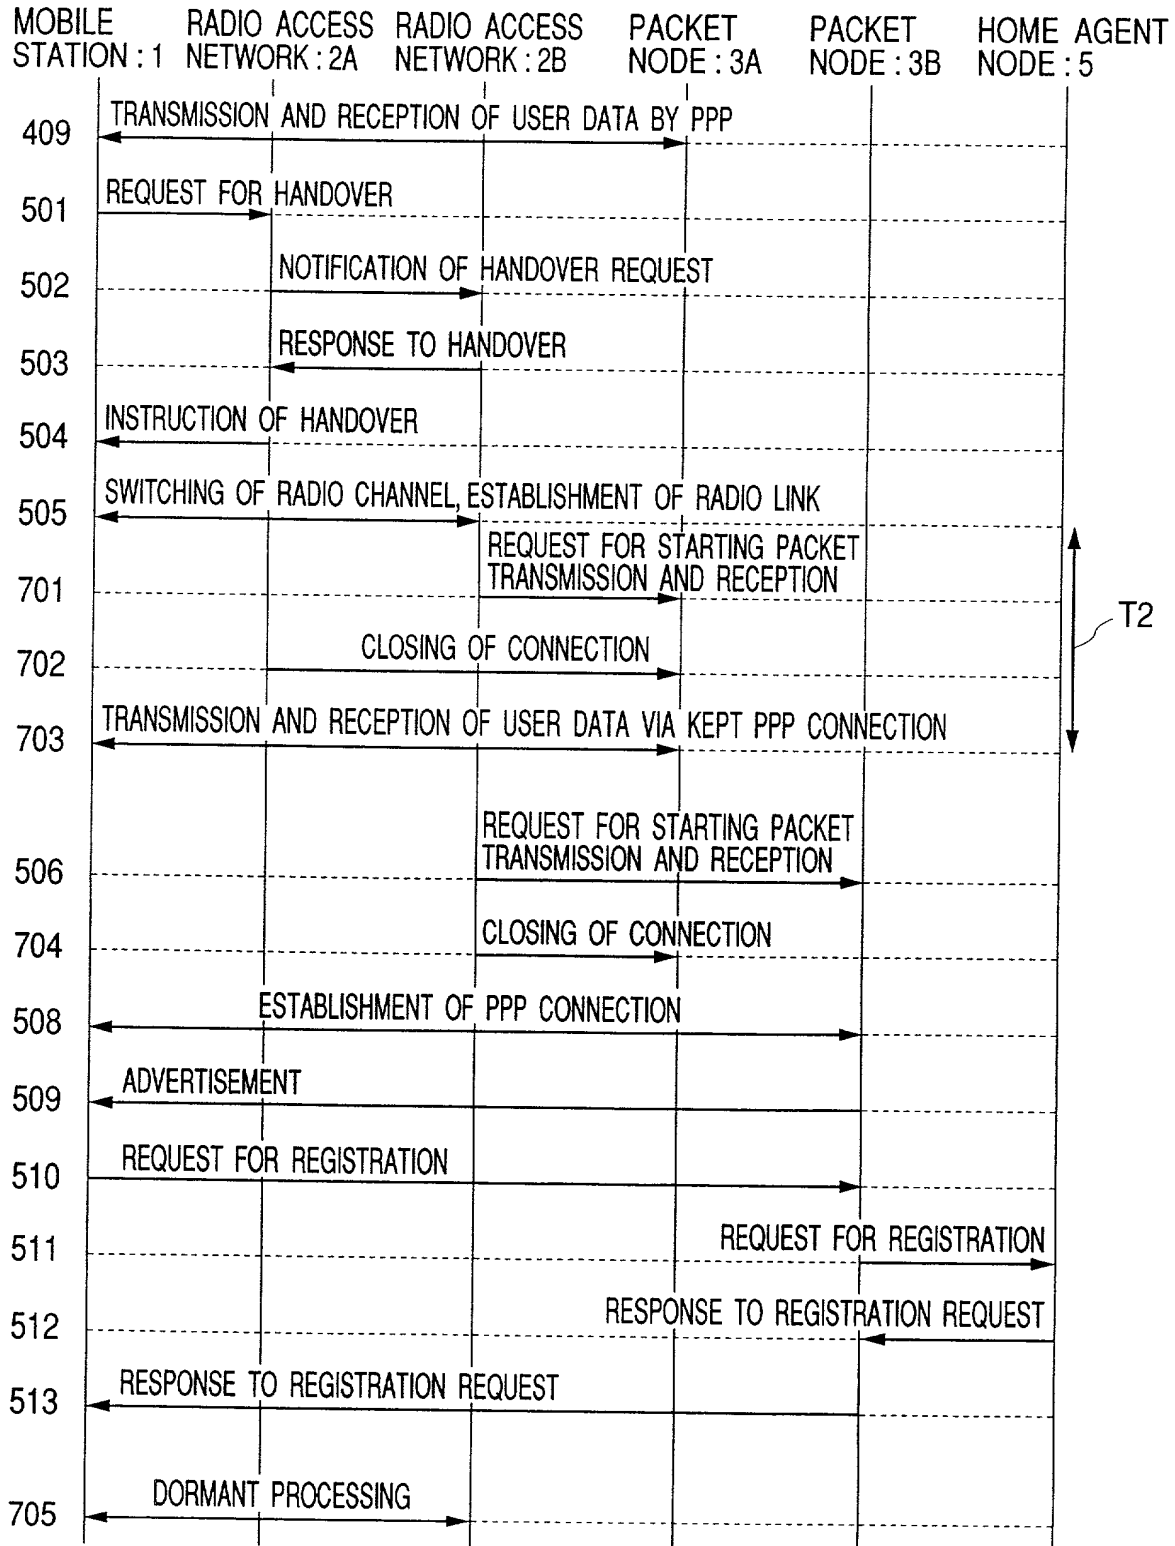 MOBILE STATION : 1
RADIO ACCESS NETWORK : 2A
RADIO ACCESS NETWORK : 2B
PACKET NODE : 3A
PACKET NODE : 3B
HOME AGENT NODE : 5
409 TRANSMISSION AND RECEPTION OF USER DATA BY PPP
501 REQUEST FOR HANDOVER
502 NOTIFICATION OF HANDOVER REQUEST
503 RESPONSE TO HANDOVER
504 INSTRUCTION OF HANDOVER
505 SWITCHING OF RADIO CHANNEL, ESTABLISHMENT OF RADIO LINK
REQUEST FOR STARTING PACKET
701 TRANSMISSION AND RECEPTION
T2
702 CLOSING OF CONNECTION
703 TRANSMISSION AND RECEPTION OF USER DATA VIA KEPT PPP CONNECTION
REQUEST FOR STARTING PACKET
506 TRANSMISSION AND RECEPTION
704 CLOSING OF CONNECTION
508 ESTABLISHMENT OF PPP CONNECTION
509 ADVERTISEMENT
510 REQUEST FOR REGISTRATION
511 REQUEST FOR REGISTRATION
512 RESPONSE TO REGISTRATION REQUEST
513 RESPONSE TO REGISTRATION REQUEST
705 DORMANT PROCESSING